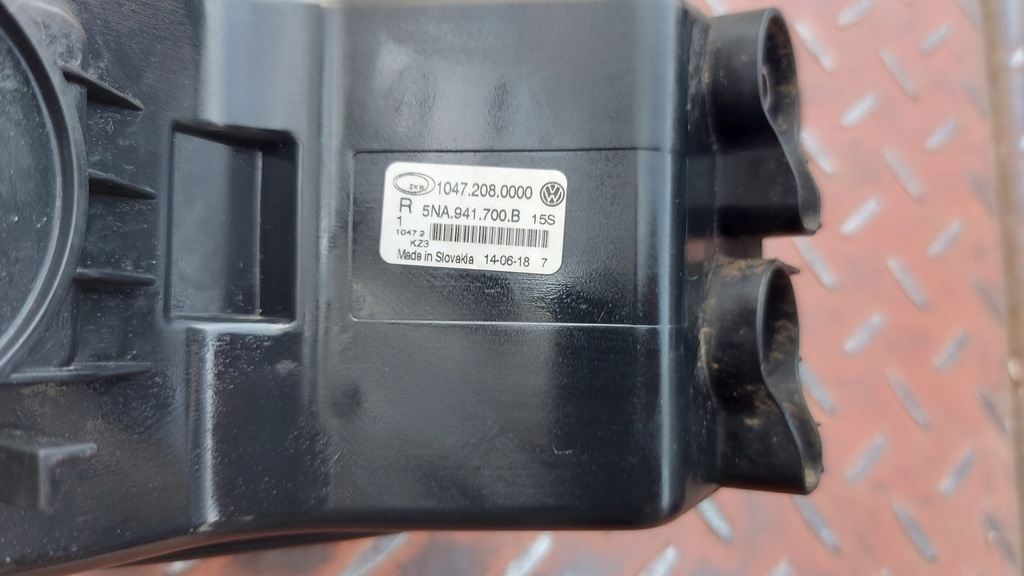 ZKW 1047.208.0000 VW
R 5NA.941.700.B 15S
1
1047 2
KZ3
Made in Slovakia 14-06-18 7